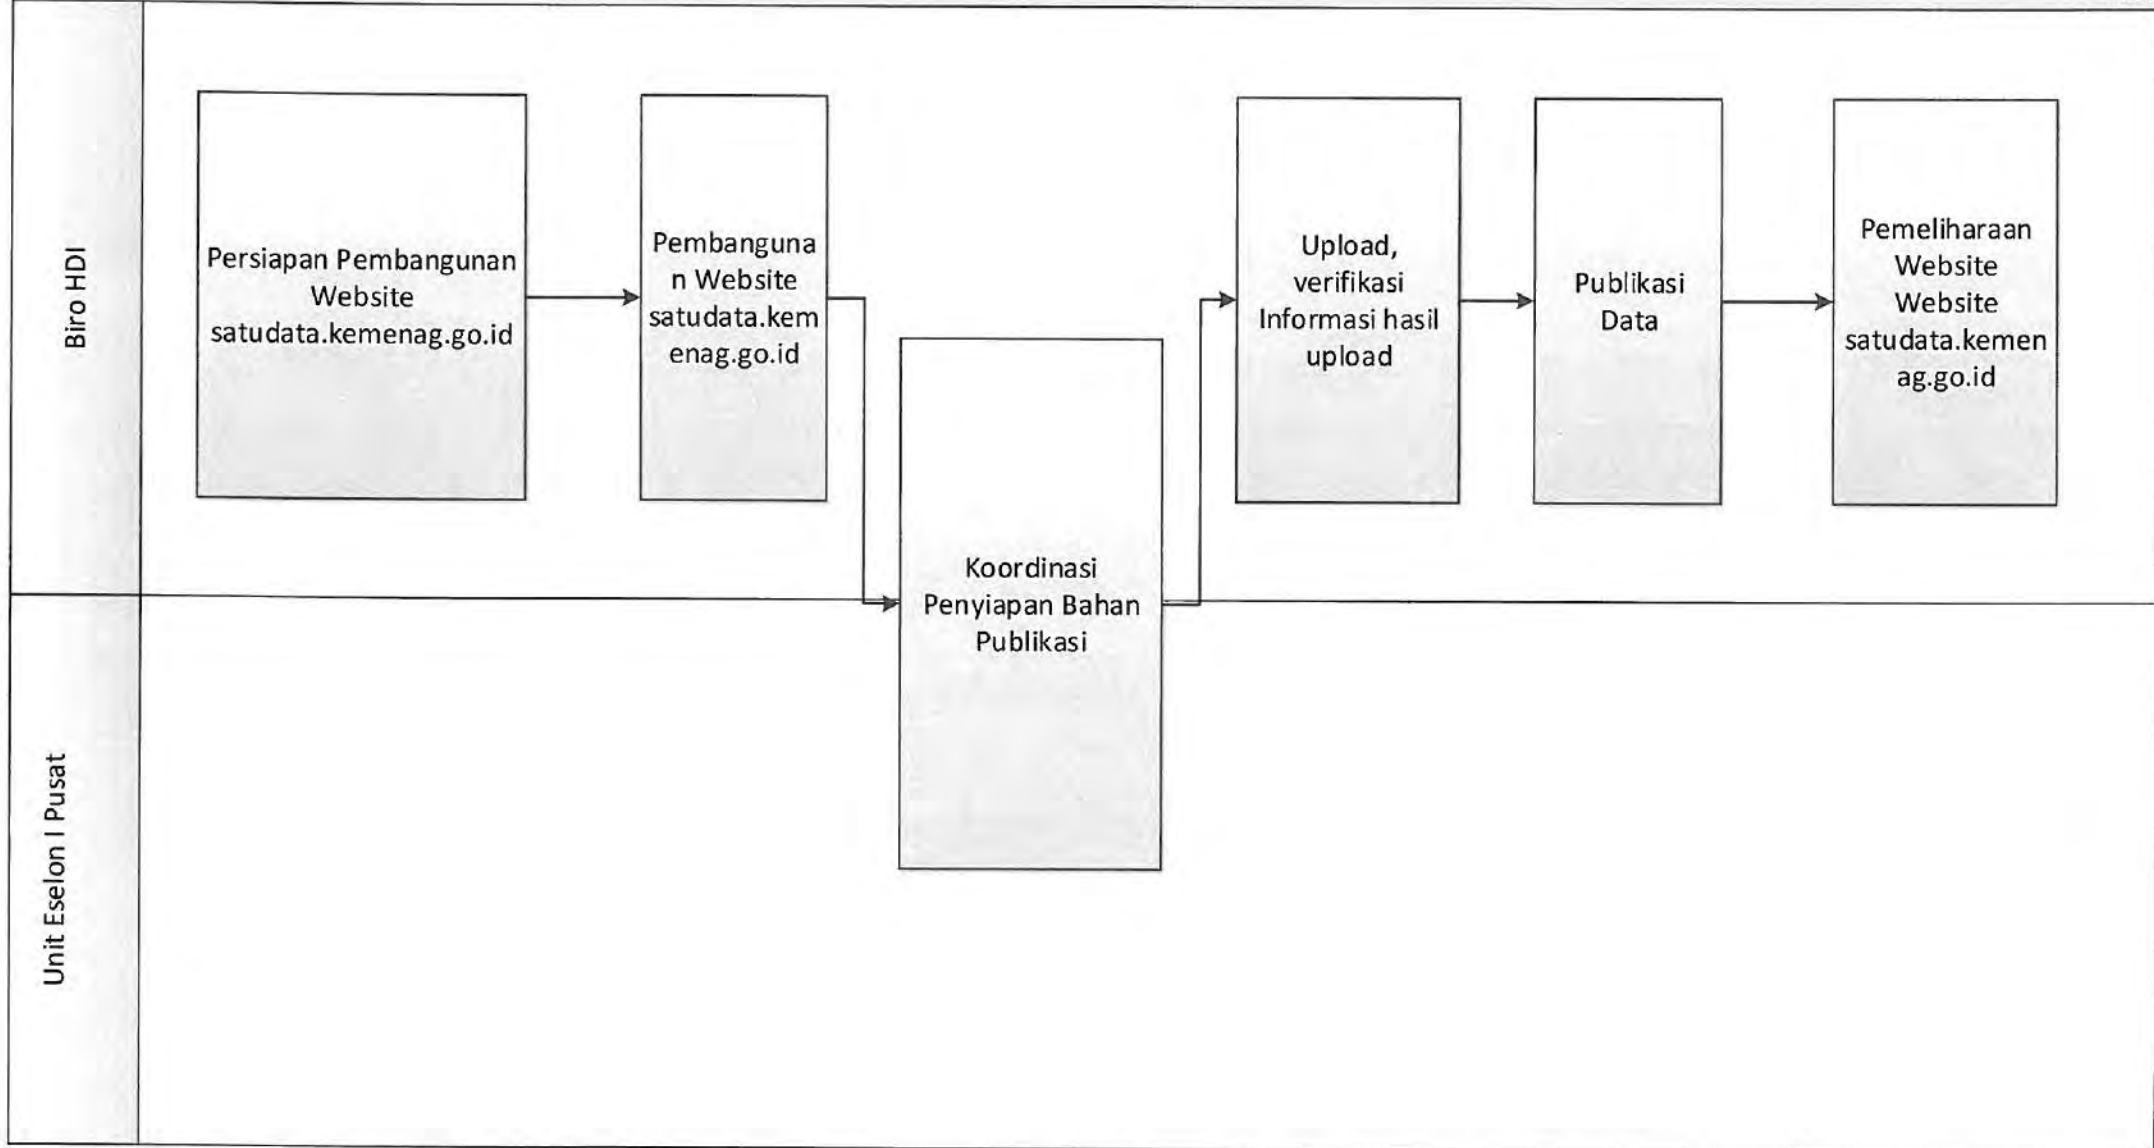 Biro HDI
Persiapan Pembangunan
Website
satudata.kemenag.go.id
Pembanguna
n Website
satudata.kem
enag.go.id
Koordinasi
Penyiapan Bahan
Publikasi
Upload,
verifikasi
Informasi hasil
upload
Publikasi
Data
Pemeliharaan
Website
Website
satudata.kemen
ag.go.id
Unit Eselon I Pusat